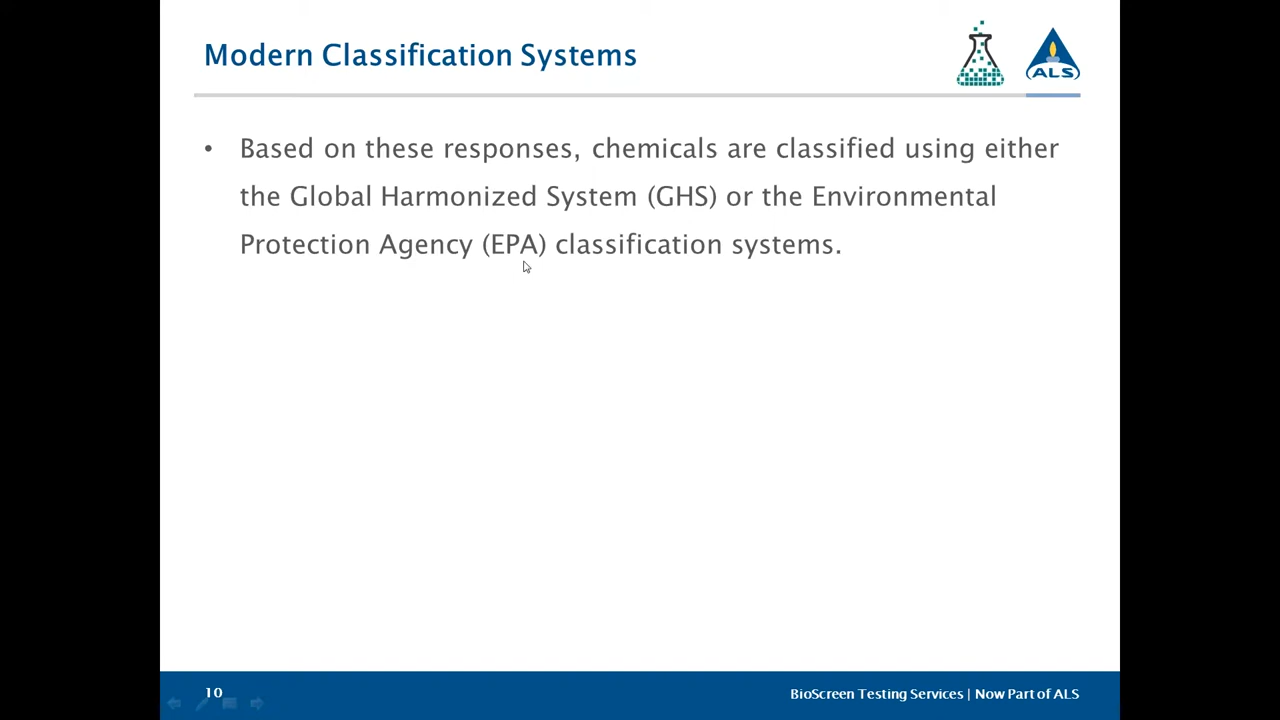 Modern Classification Systems
ALS
• Based on these responses, chemicals are classified using either
the Global Harmonized System (GHS) or the Environmental
Protection Agency (EPA) classification systems.
10
BioScreen Testing Services | Now Part of ALS